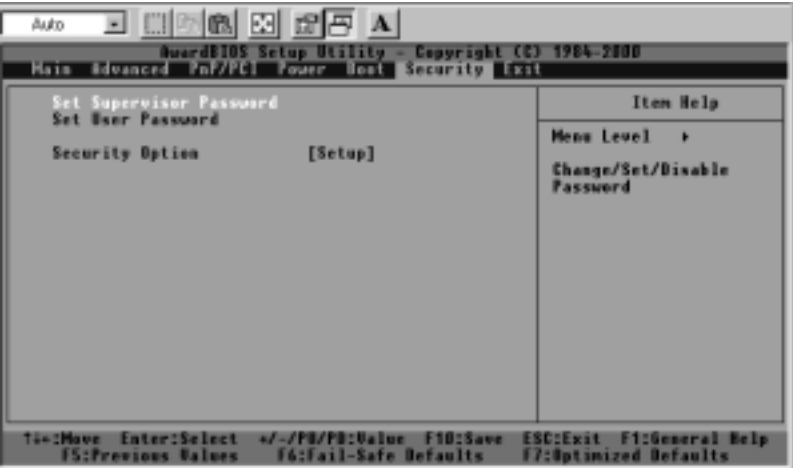 Auto
A
AwardBIOS Setup Utility - Copyright (C) 1984-2000
Main Advanced PnP/PCI Power Boot Security Exit
Set Supervisor Password
Set User Password
Security Option [Setup]
Item Help
Menu Level
Change/Set/Disable
Password
↑↓←:Move Enter:Select +/-/PU/PD:Value F10:Save ESC:Exit F1:General Help
F5:Previous Values F6:Fail-Safe Defaults F7:Optimized Defaults